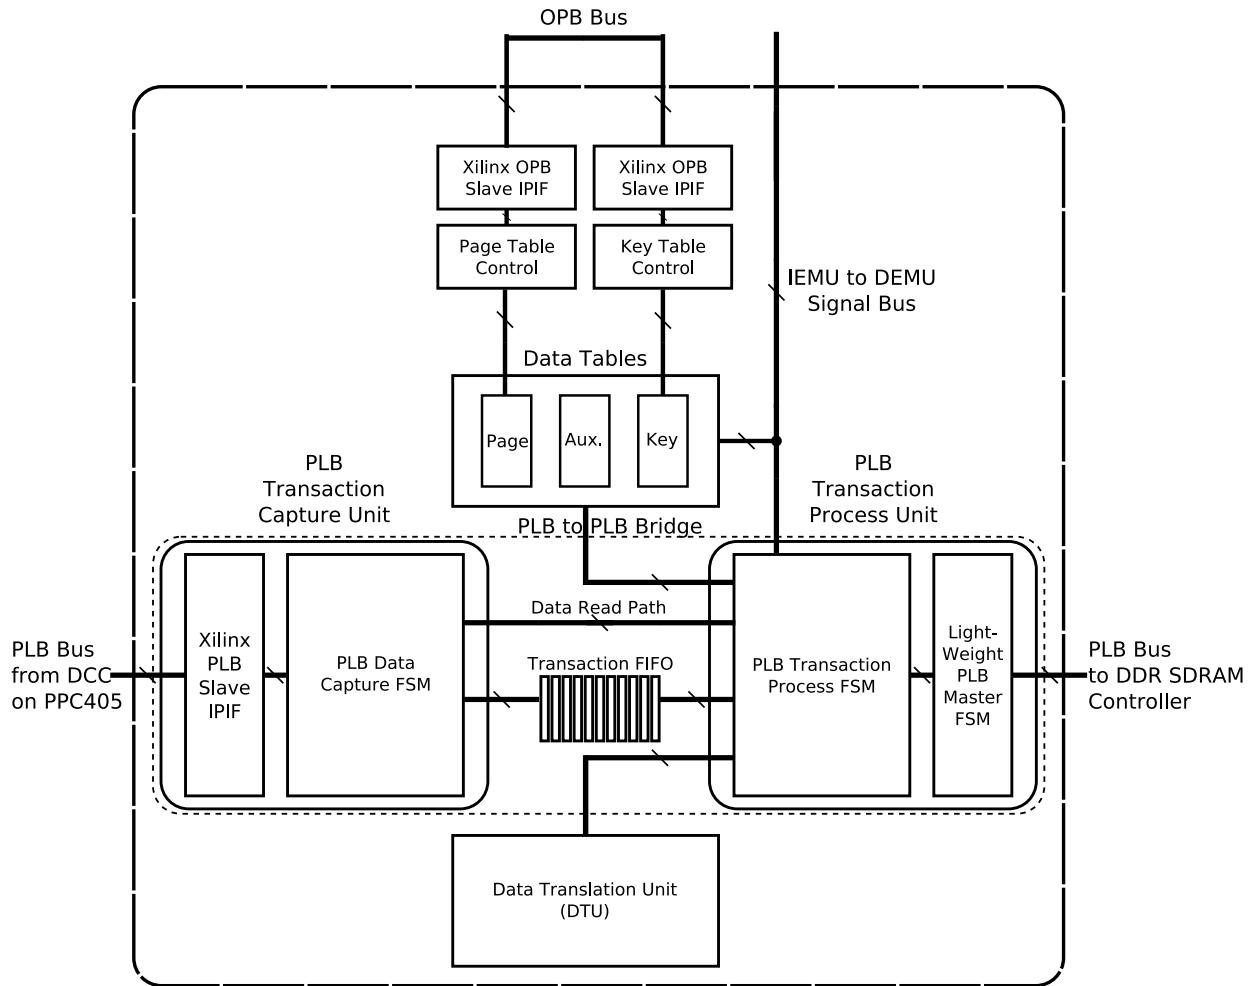 OPB Bus
Xilinx OPB
Slave IPIF
Xilinx OPB
Slave IPIF
Page Table
Control
Key Table
Control
IEMU to DEMU
Signal Bus
Data Tables
Page
Aux.
Key
PLB
Transaction
Capture Unit
PLB
Transaction
Process Unit
PLB to PLB Bridge
Data Read Path
Transaction FIFO
PLB Bus
from DCC
on PPC405
Xilinx
PLB
Slave
IPIF
PLB Data
Capture FSM
PLB Transaction
Process FSM
Light-
Weight
PLB
Master
FSM
PLB Bus
to DDR SDRAM
Controller
Data Translation Unit
(DTU)